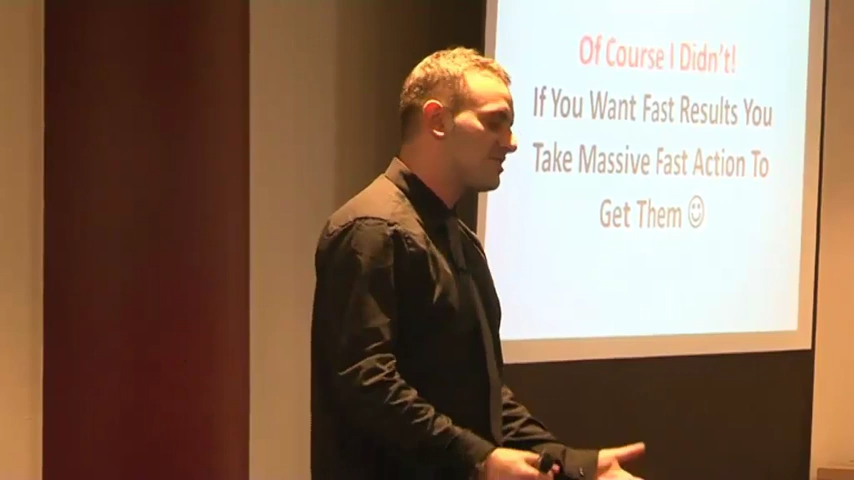 Of Course I Didn't!
If You Want Fast Results You
Take Massive Fast Action To
Get Them ☺